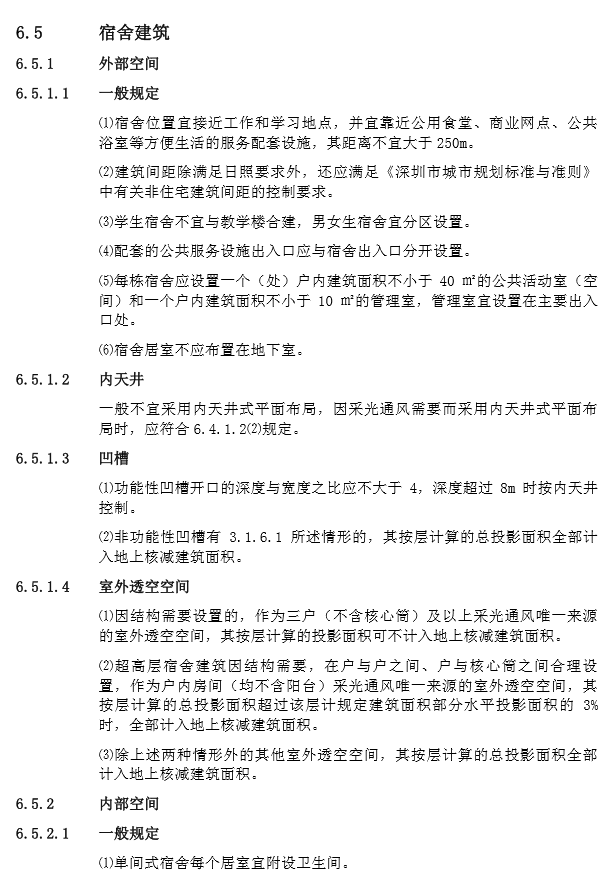 6.5 宿舍建筑
6.5.1 外部空间
6.5.1.1 一般规定
⑴宿舍位置宜接近工作和学习地点，并宜靠近公用食堂、商业网点、公共
浴室等方便生活的服务配套设施，其距离不宜大于250m。
⑵建筑间距除满足日照要求外，还应满足《深圳市城市规划标准与准则》
中有关非住宅建筑间距的控制要求。
⑶学生宿舍不宜与教学楼合建，男女生宿舍宜分区设置。
⑷配套的公共服务设施出入口应与宿舍出入口分开设置。
⑸每栋宿舍应设置一个（处）户内建筑面积不小于 40 ㎡的公共活动室（空
间）和一个户内建筑面积不小于 10 ㎡的管理室，管理室宜设置在主要出入
口处。
⑹宿舍居室不应布置在地下室。
6.5.1.2 内天井
一般不宜采用内天井式平面布局，因采光通风需要而采用内天井式平面布
局时，应符合6.4.1.2⑵规定。
6.5.1.3 凹槽
⑴功能性凹槽开口的深度与宽度之比应不大于 4，深度超过 8m 时按内天井
控制。
⑵非功能性凹槽有 3.1.6.1 所述情形的，其按层计算的总投影面积全部计
入地上核减建筑面积。
6.5.1.4 室外透空空间
⑴因结构需要设置的，作为三户（不含核心筒）及以上采光通风唯一来源
的室外透空空间，其按层计算的投影面积可不计入地上核减建筑面积。
⑵超高层宿舍建筑因结构需要，在户与户之间、户与核心筒之间合理设
置，作为户内房间（均不含阳台）采光通风唯一来源的室外透空空间，其
按层计算的总投影面积超过该层计规定建筑面积部分水平投影面积的 3%
时，全部计入地上核减建筑面积。
⑶除上述两种情形外的其他室外透空空间，其按层计算的总投影面积全部
计入地上核减建筑面积。
6.5.2 内部空间
6.5.2.1 一般规定
⑴单间式宿舍每个居室宜附设卫生间。